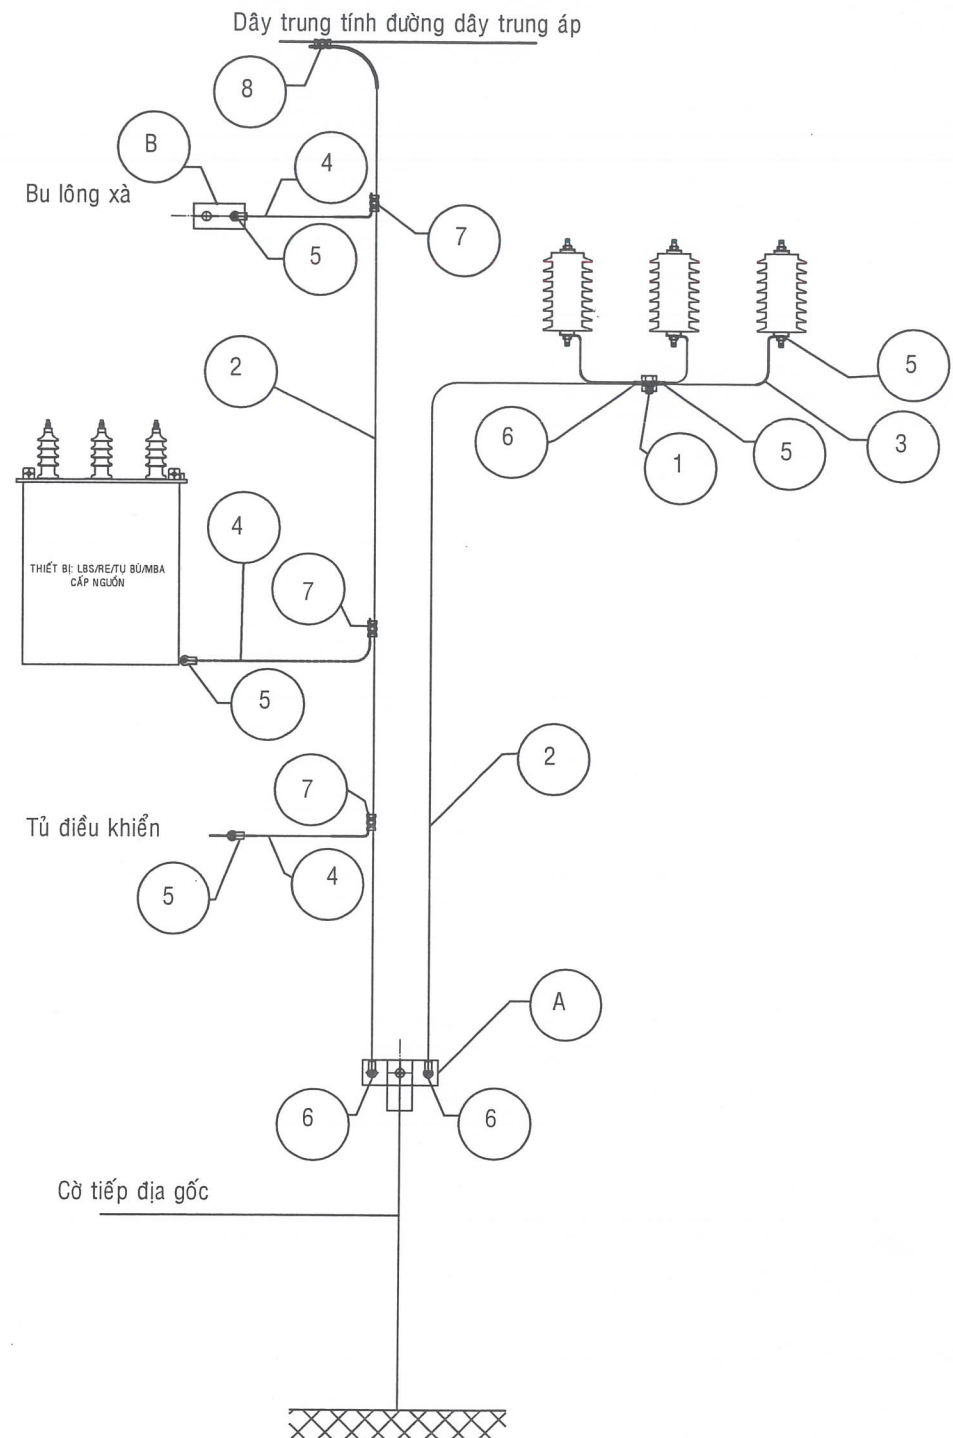 Dây trung tính đường dây trung áp
8
B
4
Bu lông xà
5
7
2
5
6
1
5
3
4
THIẾT BỊ: LBS/RE/TỤ BÙ/MBA
CẤP NGUỒN
7
5
2
7
Tủ điều khiển
5
4
A
6
6
Cờ tiếp địa gốc